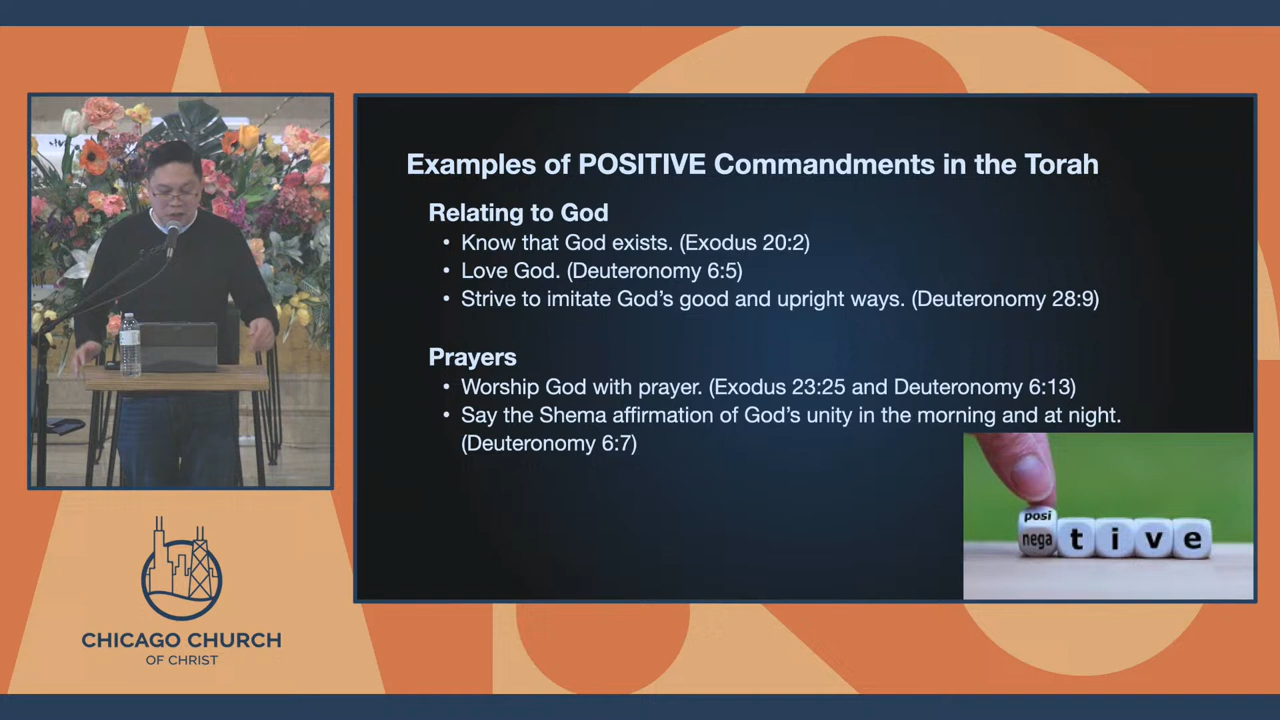 Examples of POSITIVE Commandments in the Torah
Relating to God
• Know that God exists. (Exodus 20:2)
• Love God. (Deuteronomy 6:5)
• Strive to imitate God's good and upright ways. (Deuteronomy 28:9)
Prayers
• Worship God with prayer. (Exodus 23:25 and Deuteronomy 6:13)
• Say the Shema affirmation of God's unity in the morning and at night.
(Deuteronomy 6:7)
posi
nega t i v e
CHICAGO CHURCH
OF CHRIST